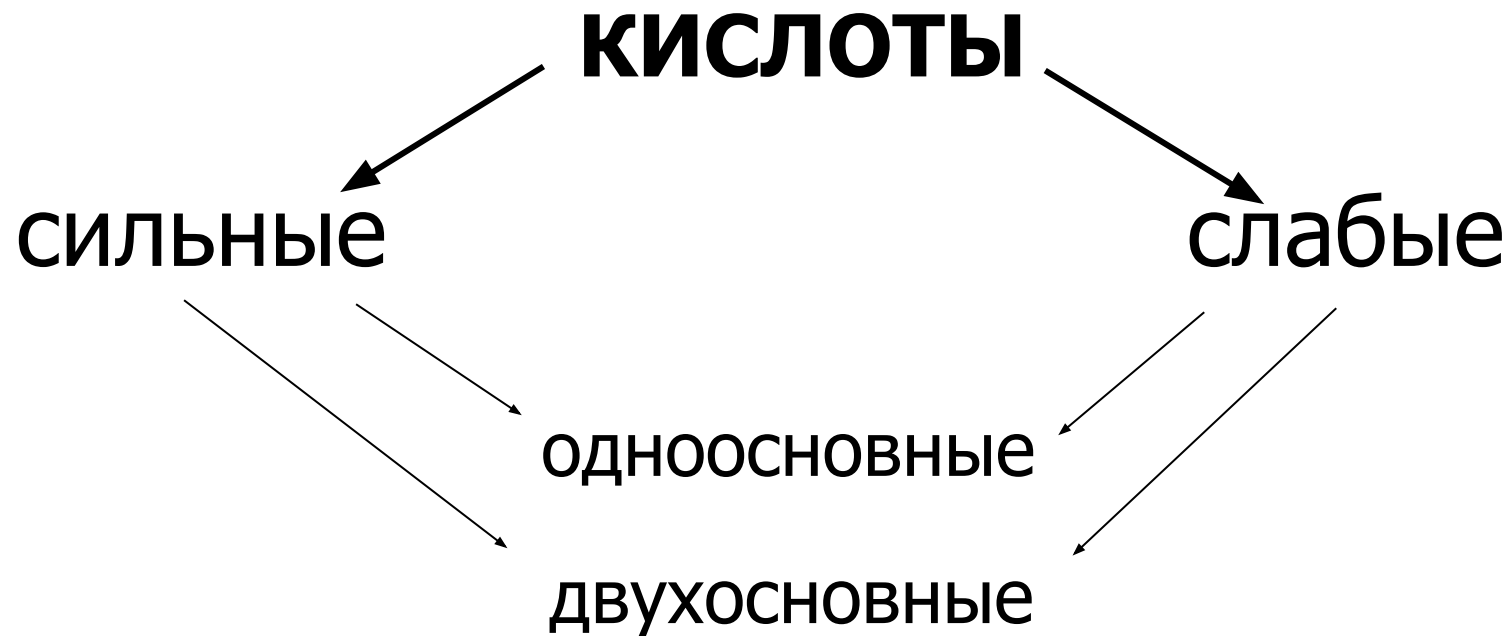 кислоты
сильные
слабые
одноосновные
двухосновные